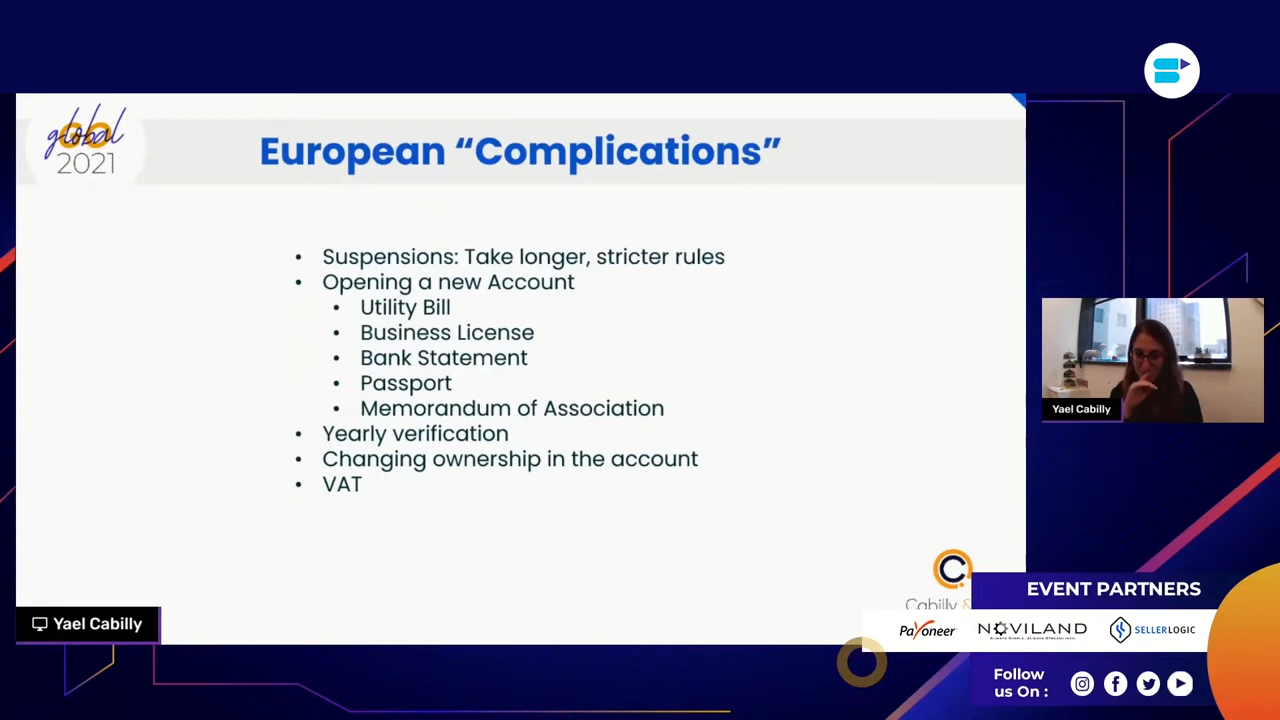 global
2021
European “Complications”
• Suspensions: Take longer, stricter rules
• Opening a new Account
• Utility Bill
• Business License
• Bank Statement
• Passport
• Memorandum of Association
• Yearly verification
• Changing ownership in the account
• VAT
Yael Cabilly
Cabilly &
Yael Cabilly
EVENT PARTNERS
Payoneer
NOVILAND
SELLERLOGIC
Follow
us On :